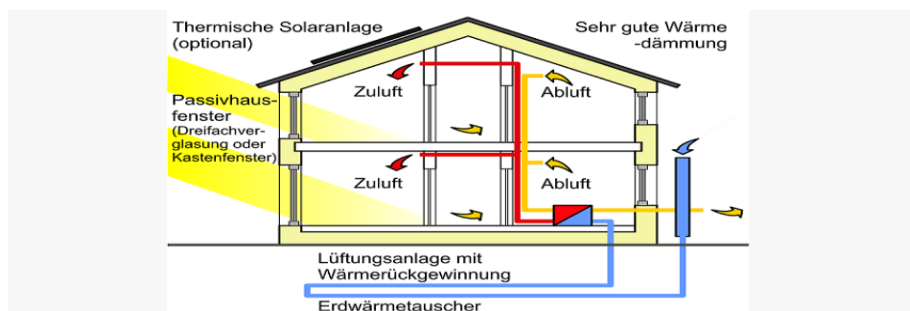 Thermische Solaranlage
(optional)
Sehr gute Wärme
-dämmung
Zuluft
Abluft
Passivhaus-
fenster
(Dreifachver-
glasung oder
Kastenfenster)
Zuluft
Abluft
Lüftungsanlage mit
Wärmerückgewinnung
Erdwärmetauscher